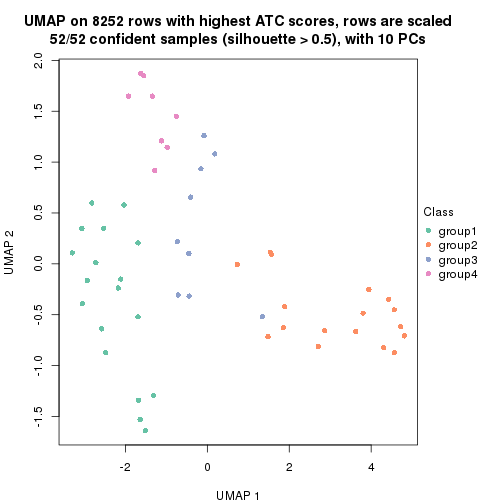 UMAP on 8252 rows with highest ATC scores, rows are scaled
52/52 confident samples (silhouette > 0.5), with 10 PCs
2.0
1.5
1.0
0.5
0.0
-0.5
-1.0
-1.5
UMAP 2
-2
0
2
4
UMAP 1
Class
group1
group2
group3
group4